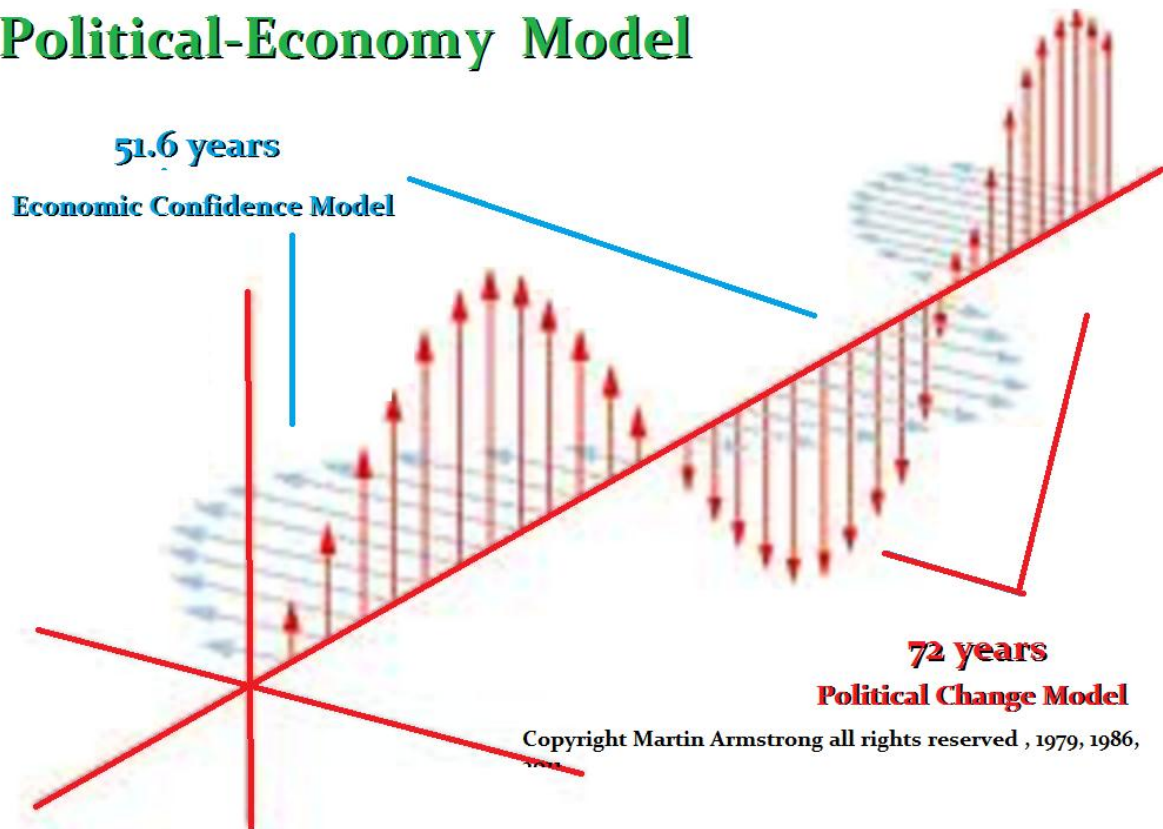 Political-Economy Model
51.6 years
Economic Confidence Model
72 years
Political Change Model
Copyright Martin Armstrong all rights reserved , 1979, 1986,